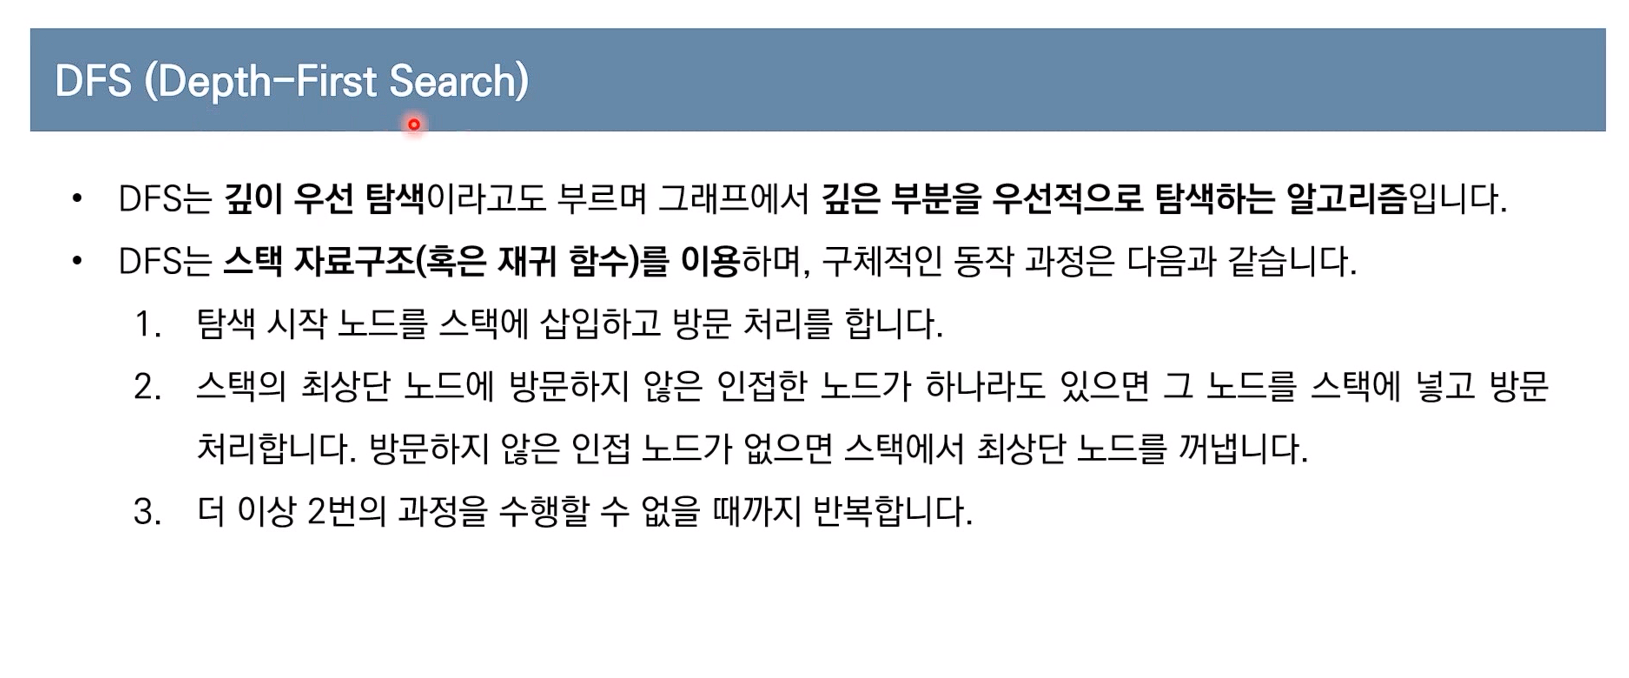 DFS (Depth-First Search)
• DFS는 깊이 우선 탐색이라고도 부르며 그래프에서 깊은 부분을 우선적으로 탐색하는 알고리즘입니다.
• DFS는 스택 자료구조(혹은 재귀 함수)를 이용하며, 구체적인 동작 과정은 다음과 같습니다.
1. 탐색 시작 노드를 스택에 삽입하고 방문 처리를 합니다.
2. 스택의 최상단 노드에 방문하지 않은 인접한 노드가 하나라도 있으면 그 노드를 스택에 넣고 방문
처리합니다. 방문하지 않은 인접 노드가 없으면 스택에서 최상단 노드를 꺼냅니다.
3. 더 이상 2번의 과정을 수행할 수 없을 때까지 반복합니다.